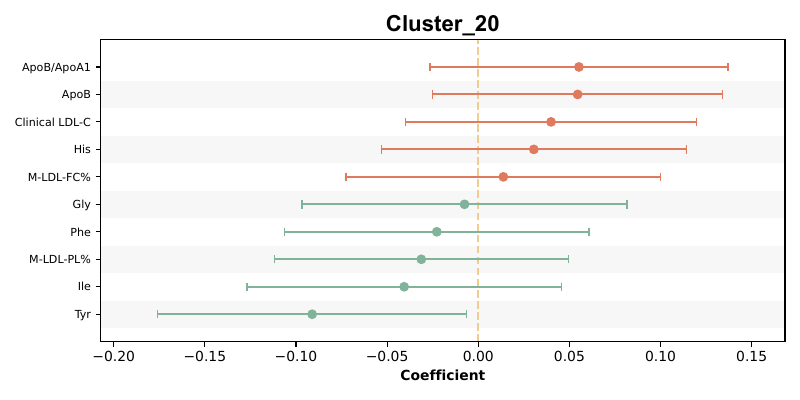 Cluster_20
ApoB/ApoA1
ApoB
Clinical LDL-C
His
M-LDL-FC%
Gly
Phe
M-LDL-PL%
Ile
Tyr
−0.20 −0.15 −0.10 −0.05 0.00 0.05 0.10 0.15
Coefficient